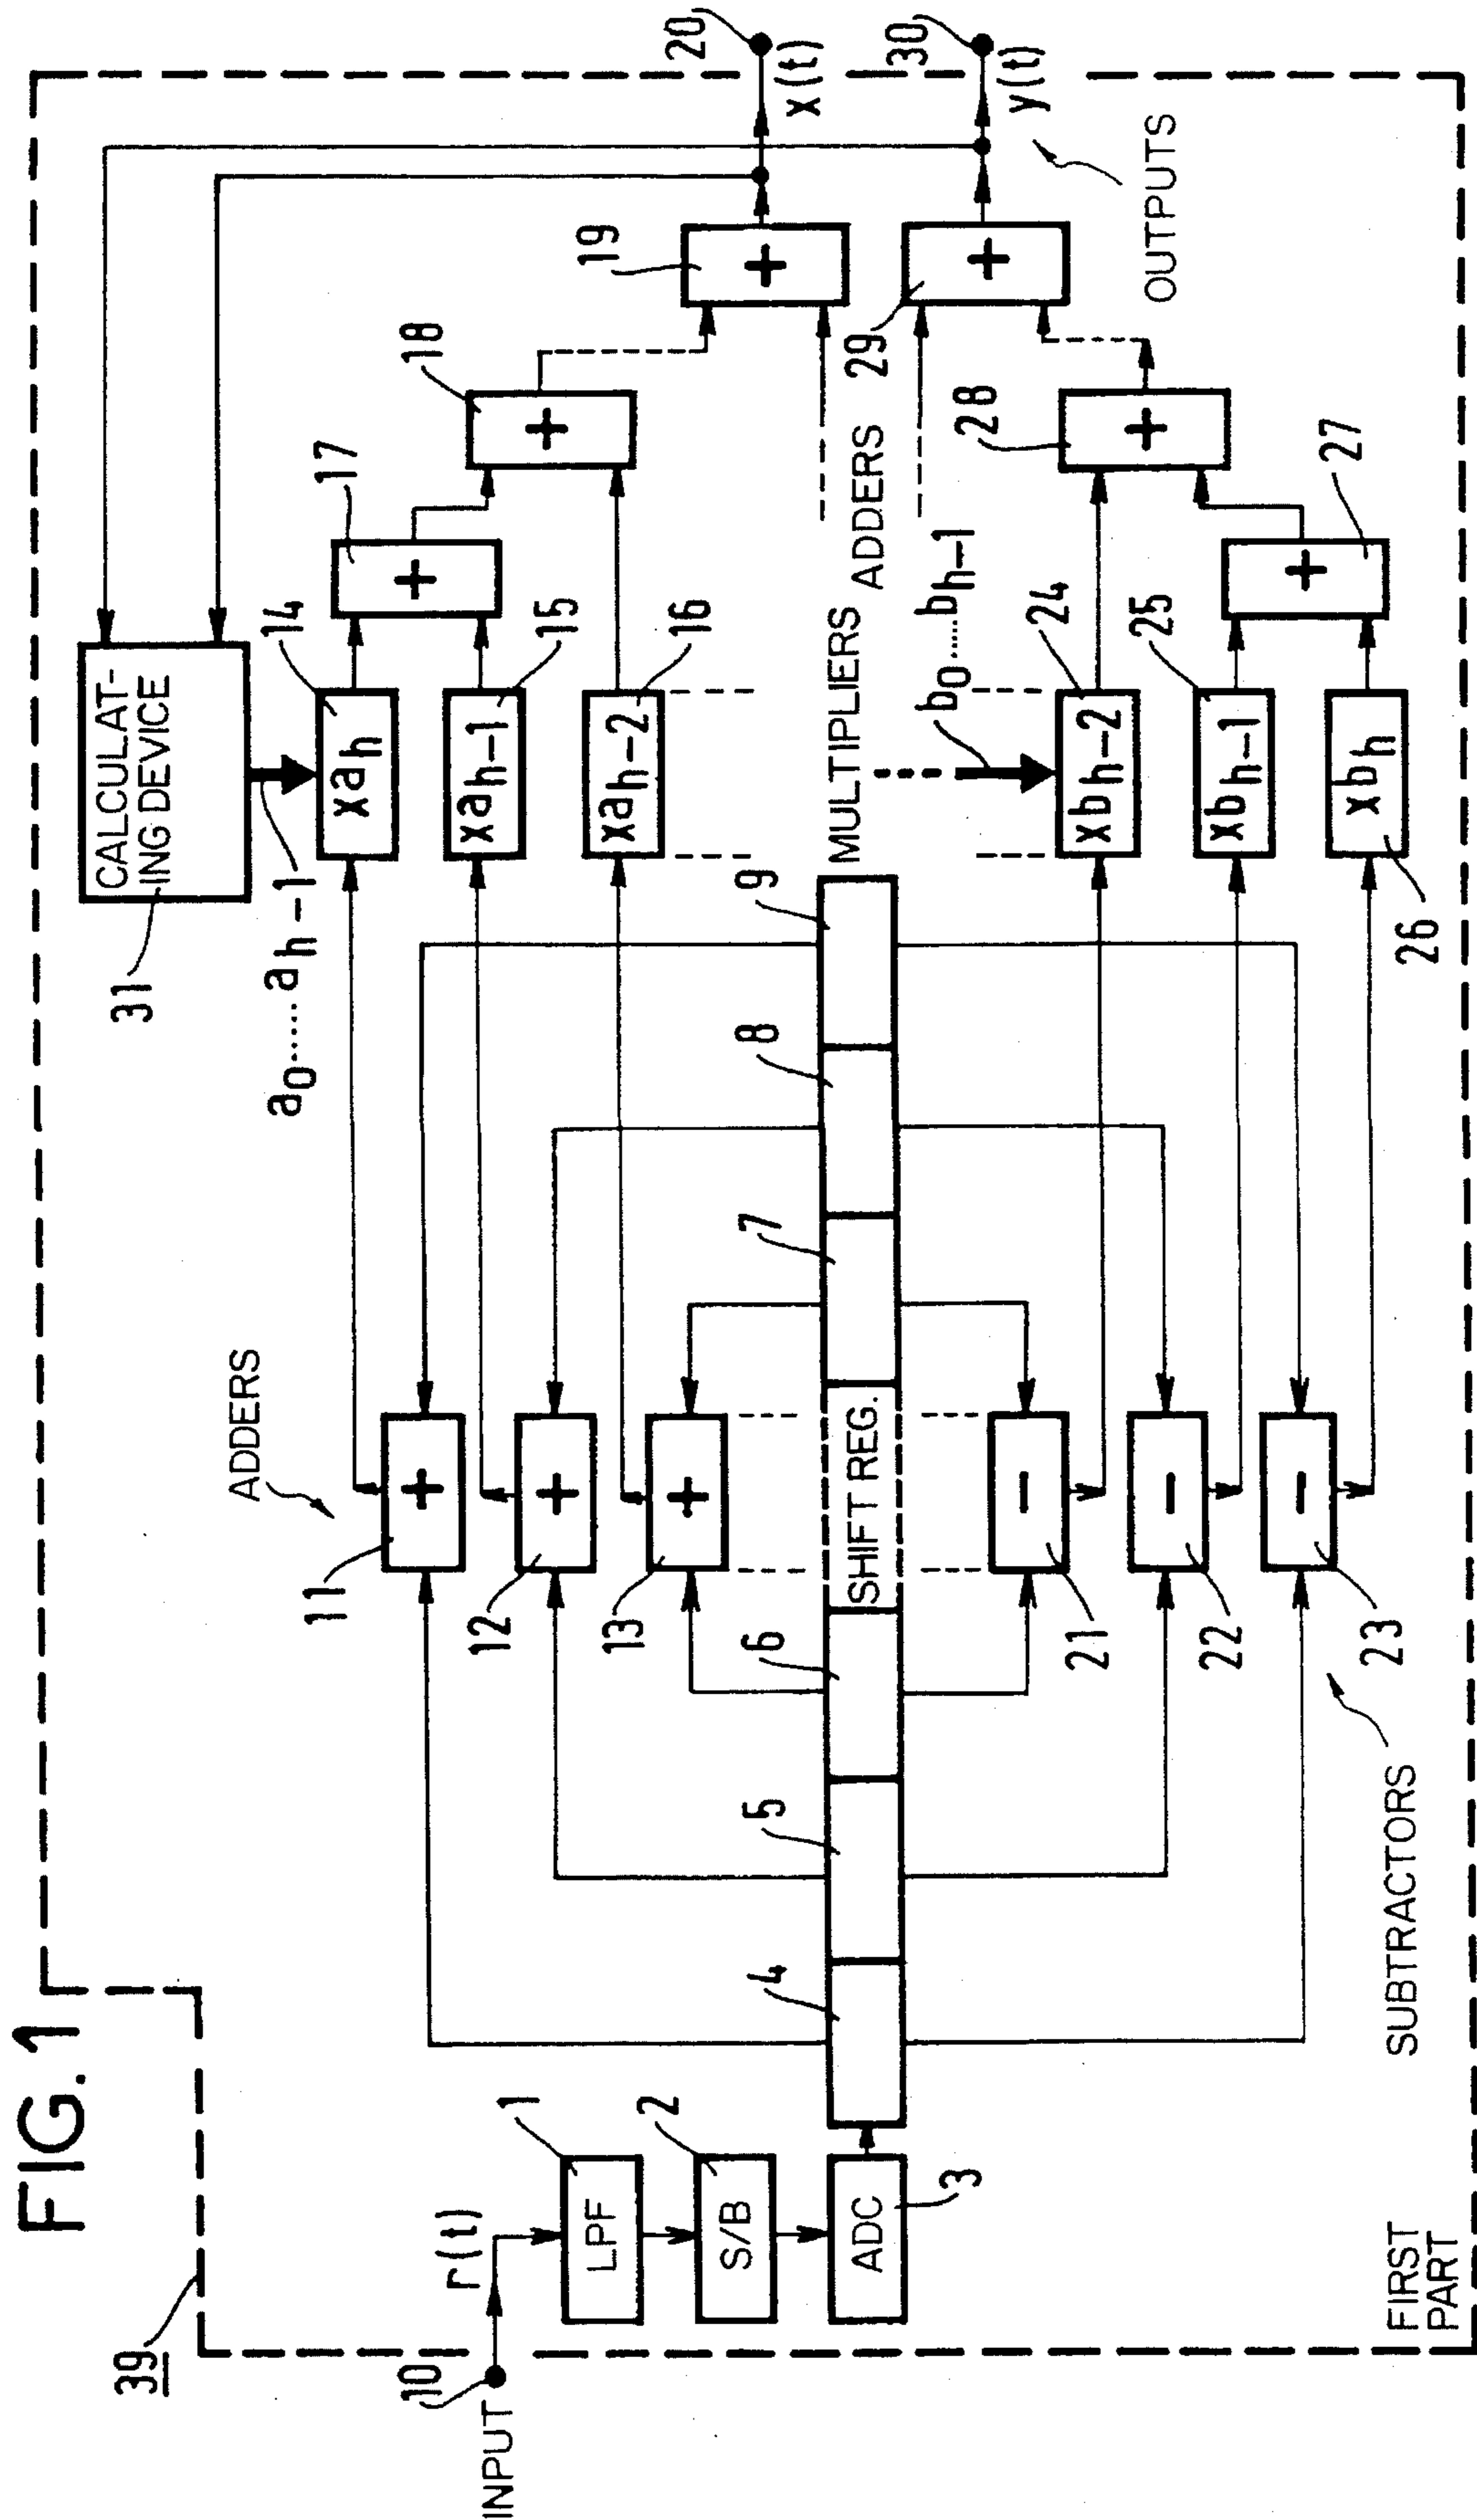 FIG. 1
39
INPUT
10
r(t)
LPF
1
S/B
2
ADC
3
FIRST
PART
4
5
6
SHIFT REG.
7
8
9
ADDERS
11
+
12
+
13
+
21
-
22
-
23
-
SUBTRACTORS
31
CALCULAT-
ING DEVICE
a0.....ah-1
14
xah
15
xah-1
16
xah-2
MULTIPLIERS
b0....bh-1
24
xbh-2
25
xbh-1
26
xbh
17
+
18
+
19
+
ADDERS
27
+
28
+
29
+
20
x(t)
30
y(t)
OUTPUTS